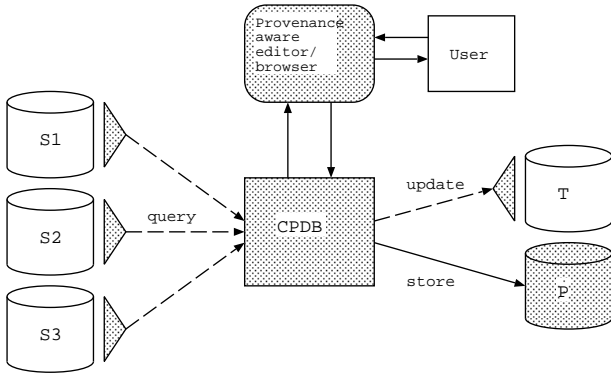 Provenance
aware
editor/
browser
User
S1
S2
S3
query
CPDB
update
store
T
P